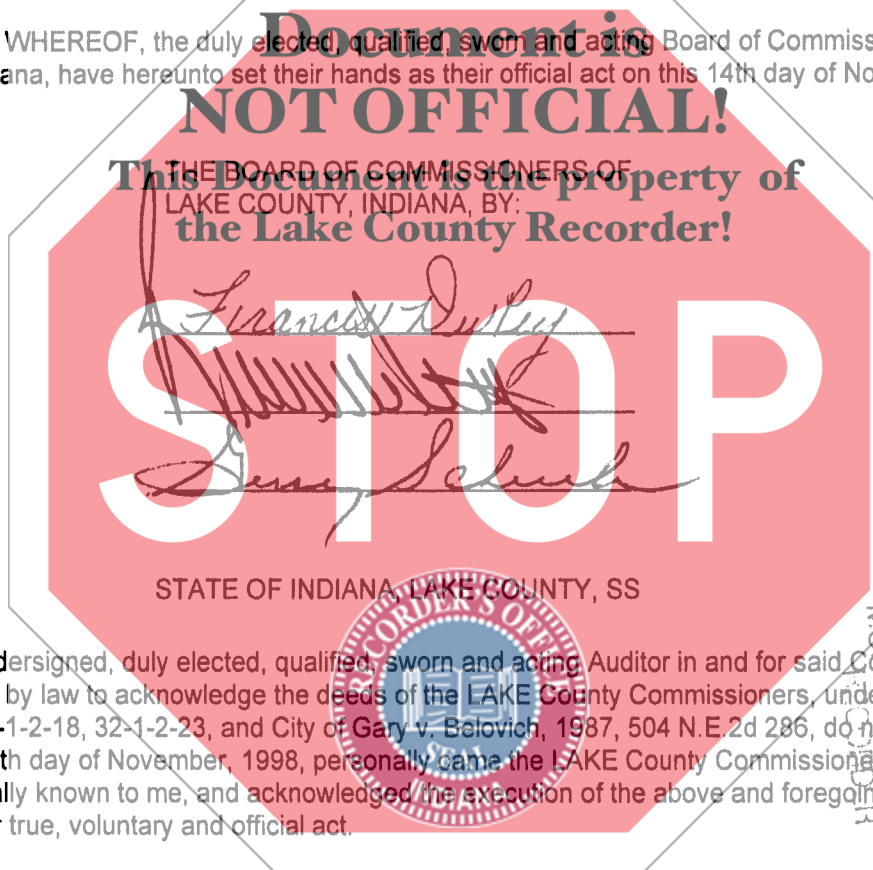 Document is
WHEREOF, the duly elected, qualified, sworn and acting Board of Commiss
ana, have hereunto set their hands as their official act on this 14th day of No
NOT OFFICIAL!
THE BOARD OF COMMISSIONERS OF
This Document is the property of
LAKE COUNTY, INDIANA, BY:
the Lake County Recorder!
Frances DuPey
STOP
STATE OF INDIANA, LAKE COUNTY, SS
RECORDER'S OFFICE
dersigned, duly elected, qualified, sworn and acting Auditor in and for said Co
by law to acknowledge the deeds of the LAKE County Commissioners, unde
-1-2-18, 32-1-2-23, and City of Gary v. Belovich, 1987, 504 N.E.2d 286, do
SEAL
th day of November, 1998, personally came the LAKE County Commissione
lly known to me, and acknowledged the execution of the above and foregoin
INDIANA
true, voluntary and official act.